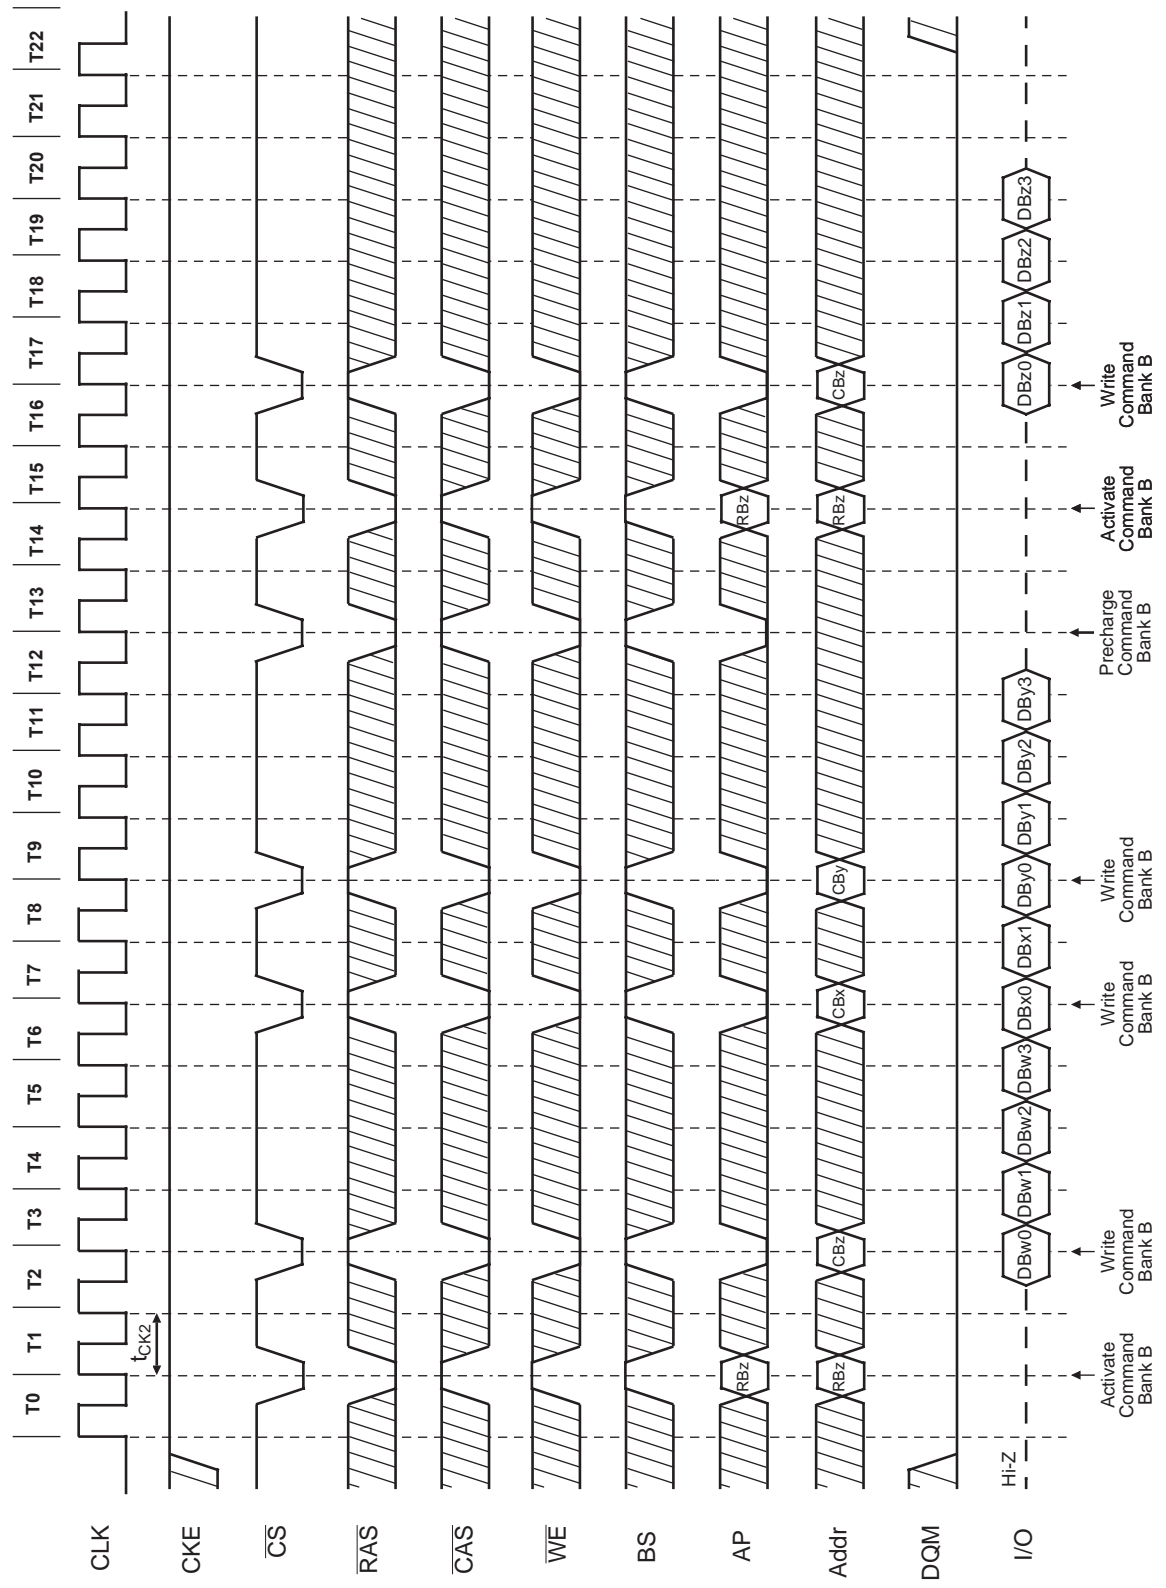 T0 T1 T2 T3 T4 T5 T6 T7 T8 T9 T10 T11 T12 T13 T14 T15 T16 T17 T18 T19 T20 T21 T22
CLK
tCK2
CKE
CS
RAS
CAS
WE
BS
AP
RBz RBz
Addr
RBz CBz CBx CBy RBz CBz
DQM
I/O
Hi-Z
DBw0 DBw1 DBw2 DBw3 DBx0 DBx1 DBy0 DBy1 DBy2 DBy3 DBz0 DBz1 DBz2 DBz3
Activate
Command
Bank B
Write
Command
Bank B
Write
Command
Bank B
Write
Command
Bank B
Precharge
Command
Bank B
Activate
Command
Bank B
Write
Command
Bank B